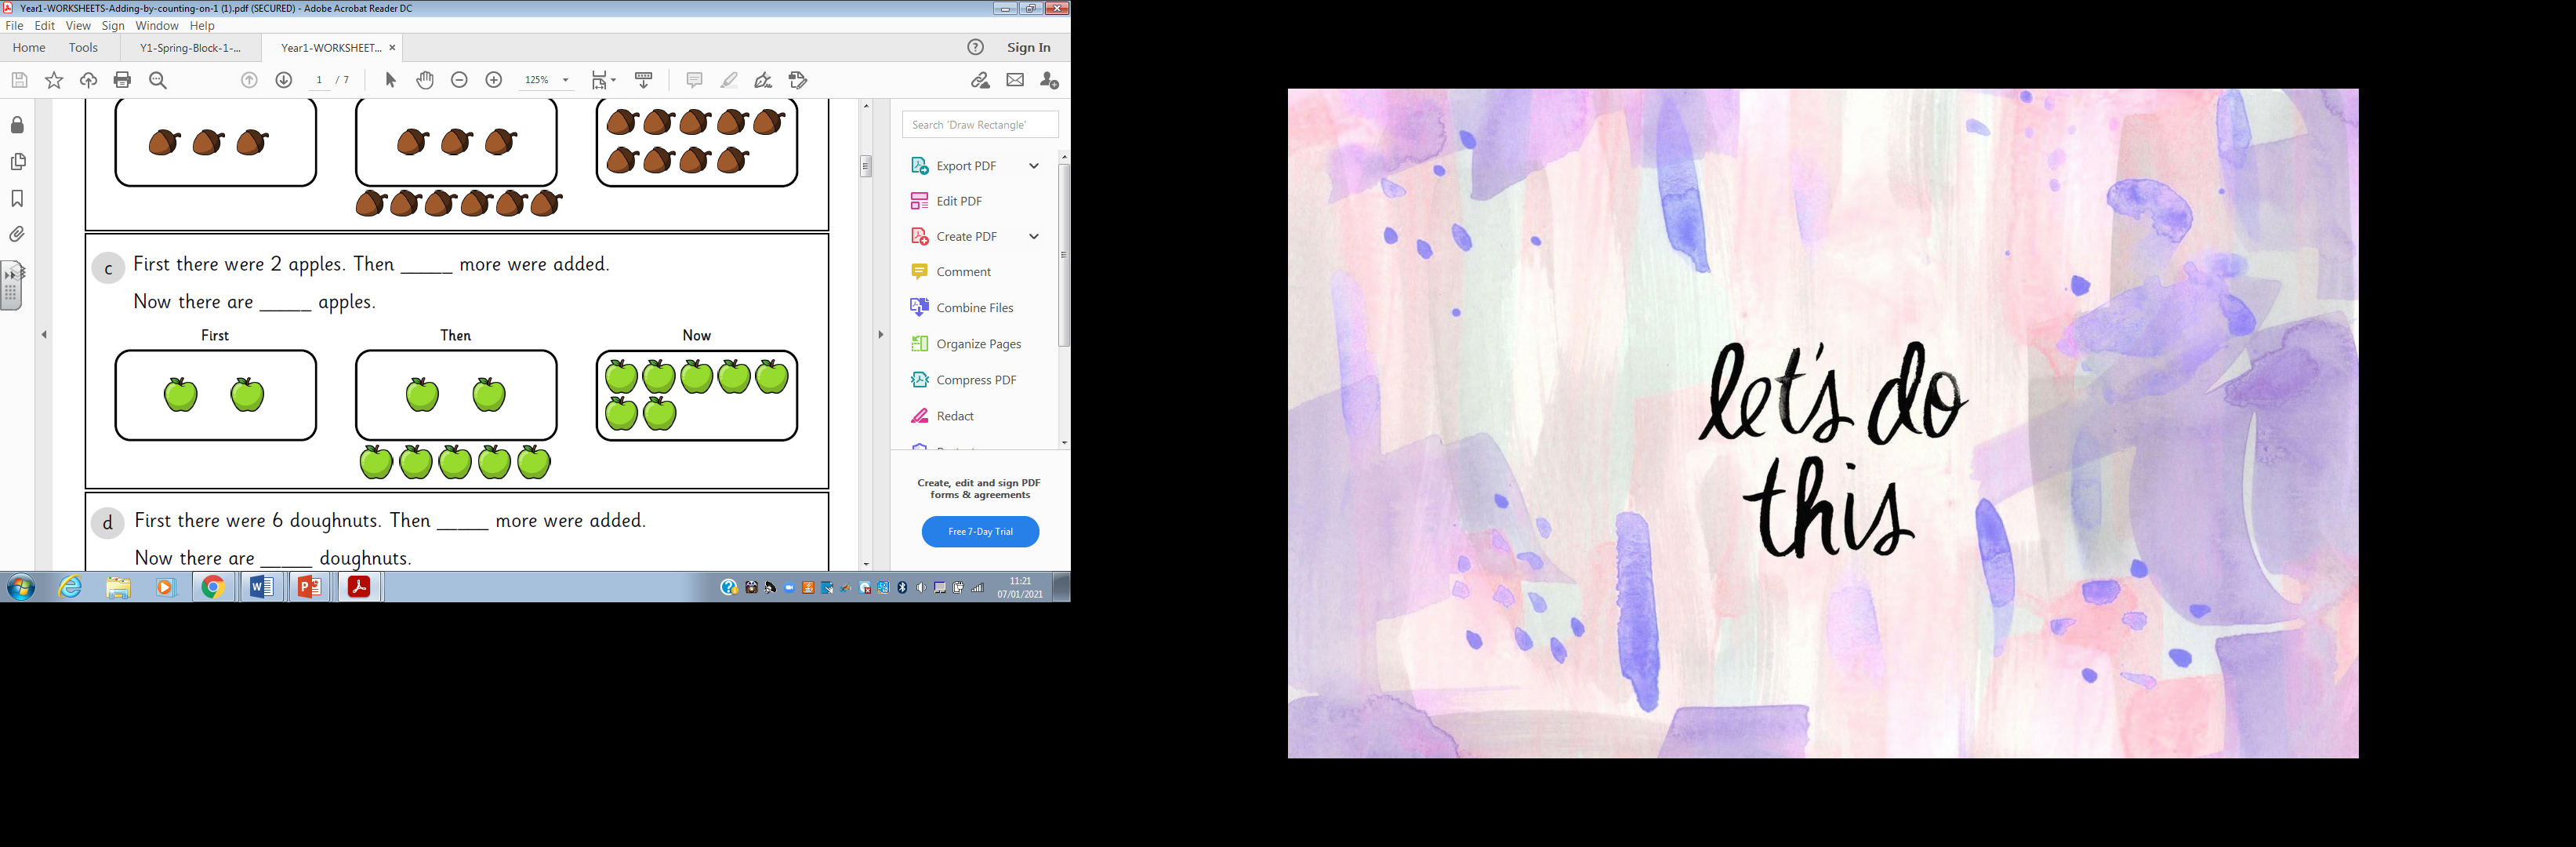 Year1-WORKSHEETS-Adding-by-counting-on-1 (1).pdf (SECURED) - Adobe Acrobat Reader DC
File Edit View Sign Window Help
Home Tools Y1-Spring-Block-1-... Year1-WORKSHEET... × Sign In
1 / 7 125%
Search 'Draw Rectangle'
Export PDF
Edit PDF
Create PDF
Comment
Combine Files
Organize Pages
Compress PDF
Redact
Create, edit and sign PDF
forms & agreements
Free 7-Day Trial
c First there were 2 apples. Then _____ more were added.
Now there are _____ apples.
First Then Now
d First there were 6 doughnuts. Then _____ more were added.
Now there are _____ doughnuts.
11:21
07/01/2021
let's do
this